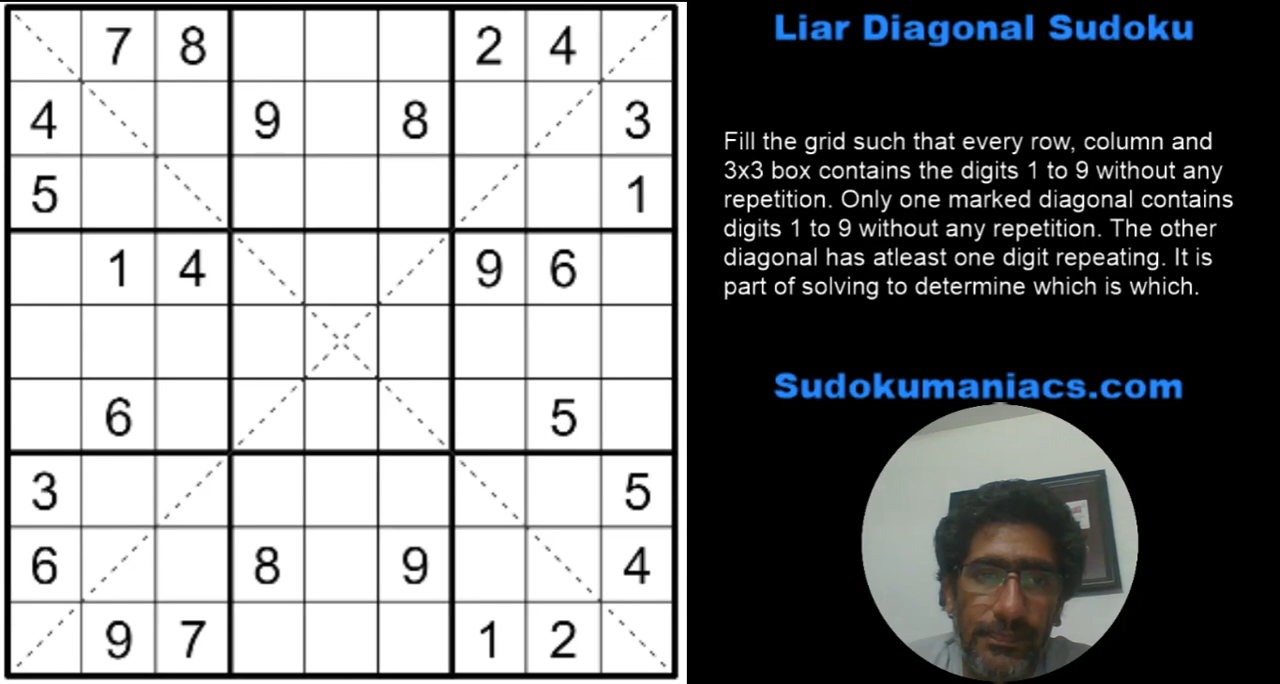 7 8 2 4
4 9 8 3
5 1
1 4 9 6
6 5
3 5
6 8 9 4
9 7 1 2
Liar Diagonal Sudoku
Fill the grid such that every row, column and
3x3 box contains the digits 1 to 9 without any
repetition. Only one marked diagonal contains
digits 1 to 9 without any repetition. The other
diagonal has atleast one digit repeating. It is
part of solving to determine which is which.
Sudokumaniacs.com